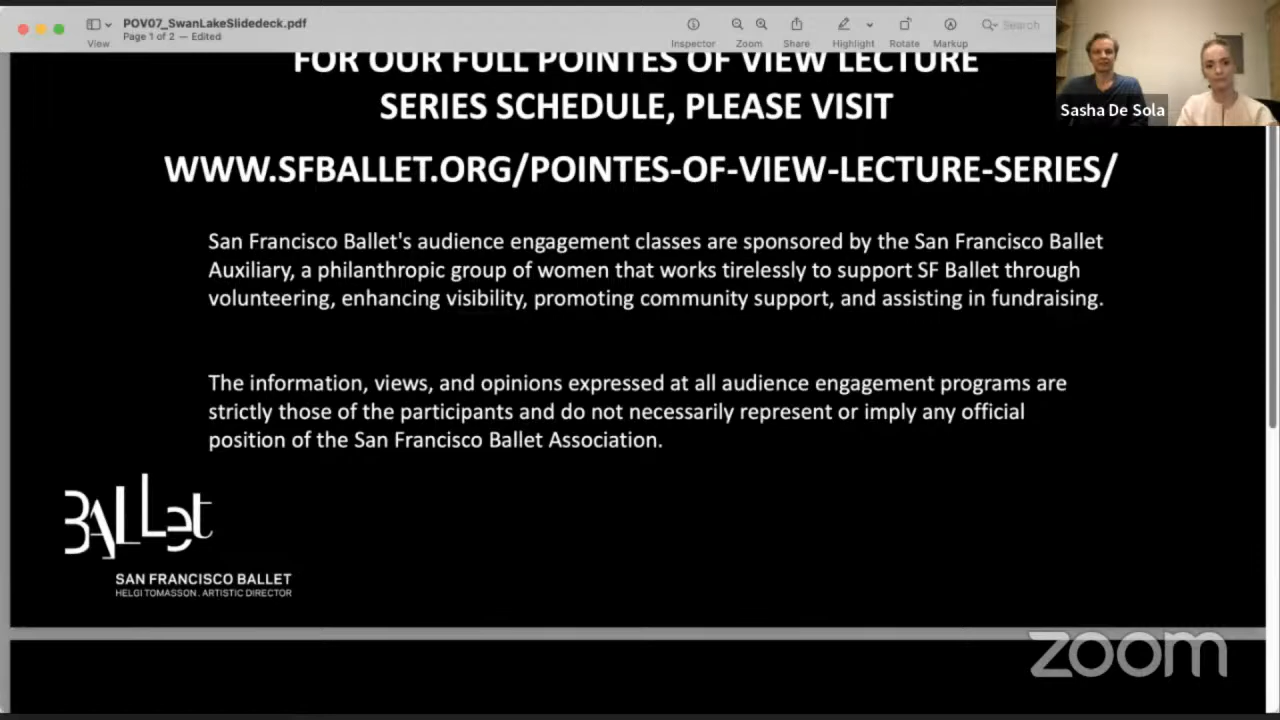 POV07_SwanLakeSlidedeck.pdf
Page 1 of 2 — Edited
View
Inspector
Zoom
Share
Highlight
Rotate
Markup
Search
Sasha De Sola
FOR OUR FULL POINTES OF VIEW LECTURE
SERIES SCHEDULE, PLEASE VISIT
WWW.SFBALLET.ORG/POINTES-OF-VIEW-LECTURE-SERIES/
San Francisco Ballet's audience engagement classes are sponsored by the San Francisco Ballet
Auxiliary, a philanthropic group of women that works tirelessly to support SF Ballet through
volunteering, enhancing visibility, promoting community support, and assisting in fundraising.
The information, views, and opinions expressed at all audience engagement programs are
strictly those of the participants and do not necessarily represent or imply any official
position of the San Francisco Ballet Association.
BALLet
SAN FRANCISCO BALLET
HELGI TOMASSON, ARTISTIC DIRECTOR
zoom